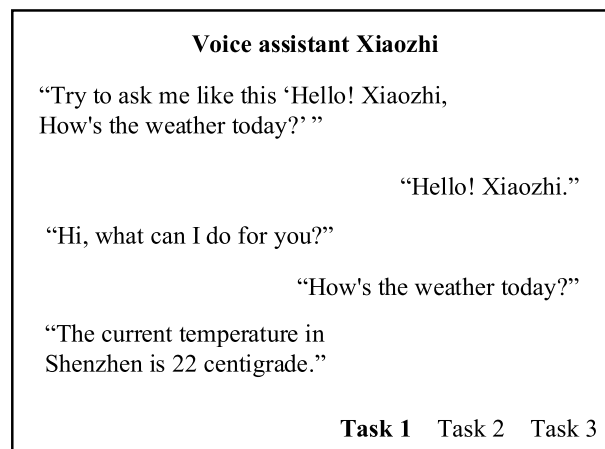 Voice assistant Xiaozhi
“Try to ask me like this ‘Hello! Xiaozhi,
How's the weather today?’ ”
“Hello! Xiaozhi.”
“Hi, what can I do for you?”
“How's the weather today?”
“The current temperature in
Shenzhen is 22 centigrade.”
Task 1 Task 2 Task 3